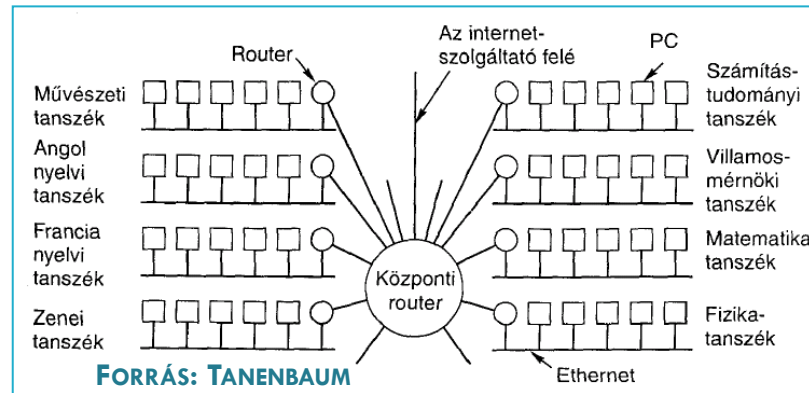 Router
Az internet-
szolgáltató felé
PC
Művészeti
tanszék
Angol
nyelvi
tanszék
Francia
nyelvi
tanszék
Zenei
tanszék
Számítás-
tudományi
tanszék
Villamos-
mérnöki
tanszék
Matematika
tanszék
Fizika-
tanszék
Központi
router
Ethernet
FORRÁS: TANENBAUM